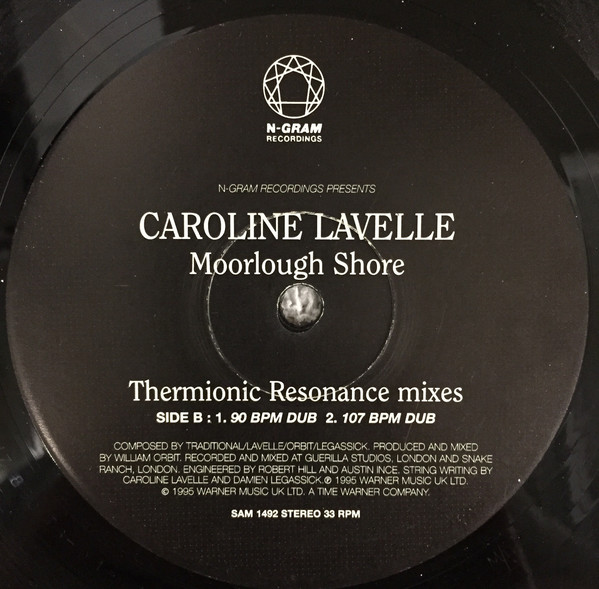 N-GRAM
RECORDINGS
N-GRAM RECORDINGS PRESENTS
CAROLINE LAVELLE
Moorlough Shore
Thermionic Resonance mixes
SIDE B : 1. 90 BPM DUB 2. 107 BPM DUB
COMPOSED BY TRADITIONAL/LAVELLE/ORBIT/LEGASSICK. PRODUCED AND MIXED
BY WILLIAM ORBIT. RECORDED AND MIXED AT GUERILLA STUDIOS, LONDON AND SNAKE
RANCH, LONDON. ENGINEERED BY ROBERT HILL AND AUSTIN INCE. STRING WRITING BY
CAROLINE LAVELLE AND DAMIEN LEGASSICK.℗ 1995 WARNER MUSIC UK LTD.
© 1995 WARNER MUSIC UK LTD. A TIME WARNER COMPANY.
SAM 1492 STEREO 33 RPM